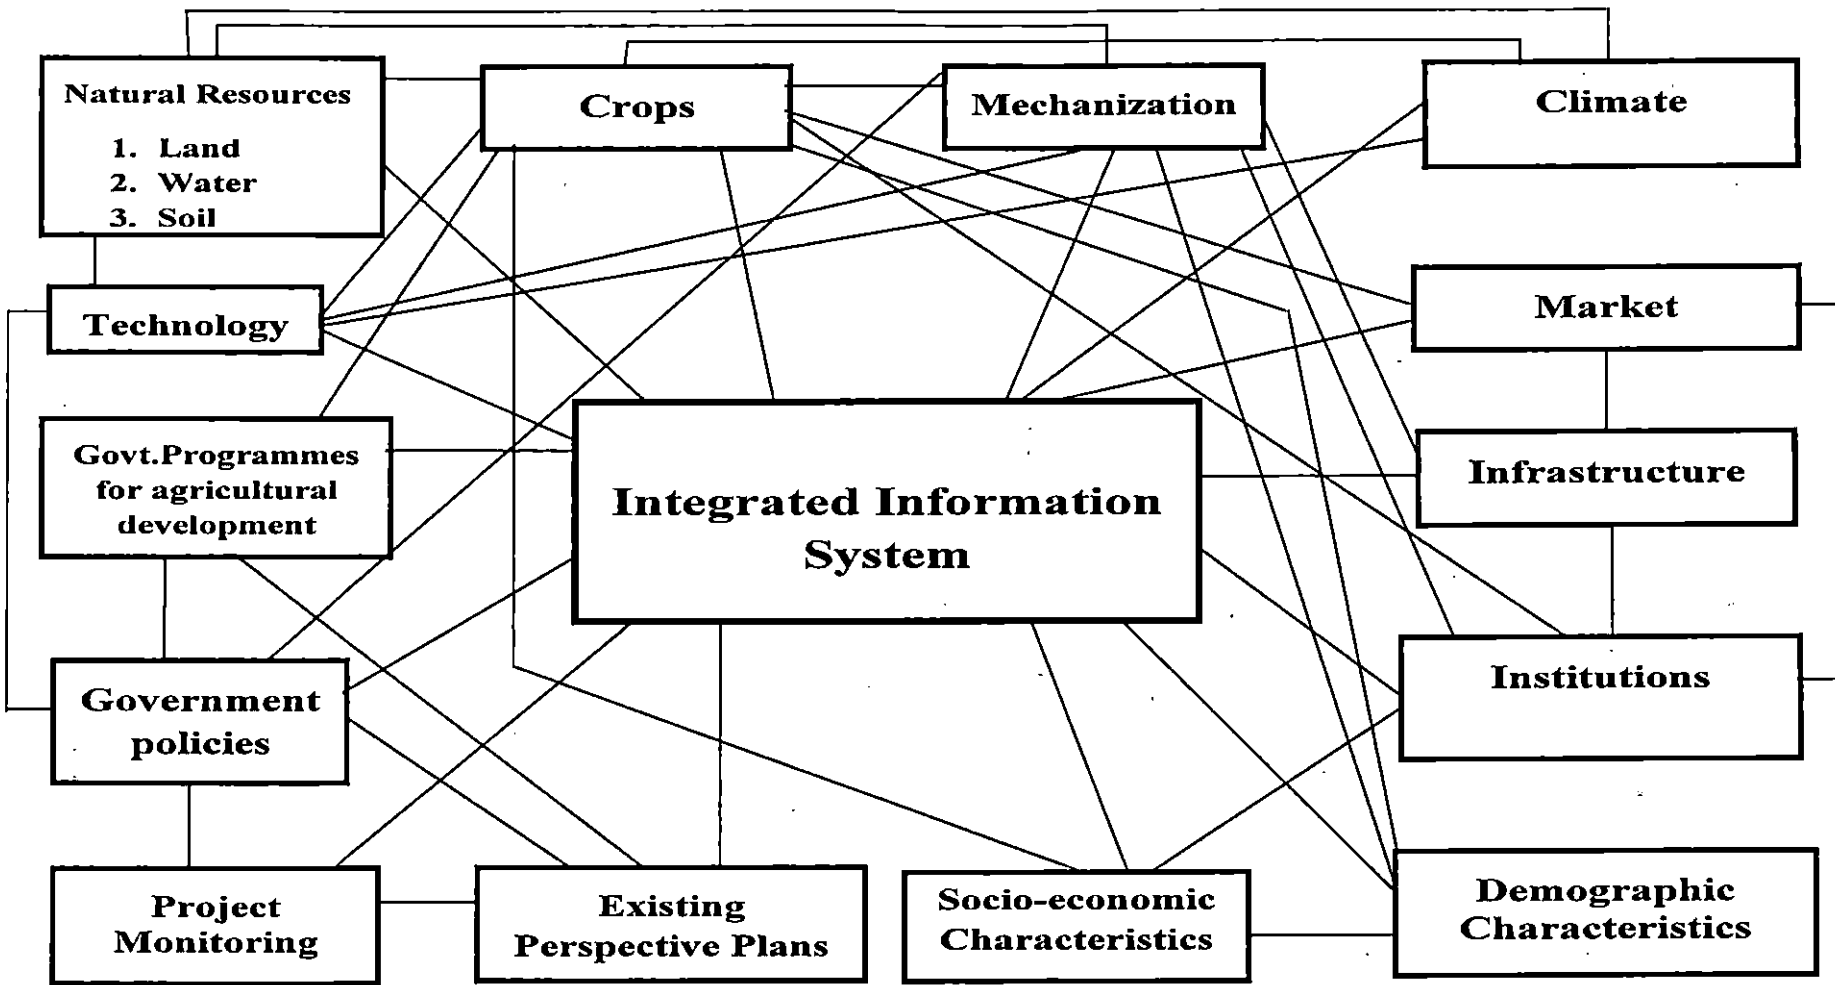 Natural Resources
1. Land
2. Water
3. Soil
Crops
Mechanization
Climate
Technology
Market
Govt.Programmes
for agricultural
development
Integrated Information
System
Infrastructure
Government
policies
Institutions
Project
Monitoring
Existing
Perspective Plans
Socio-economic
Characteristics
Demographic
Characteristics